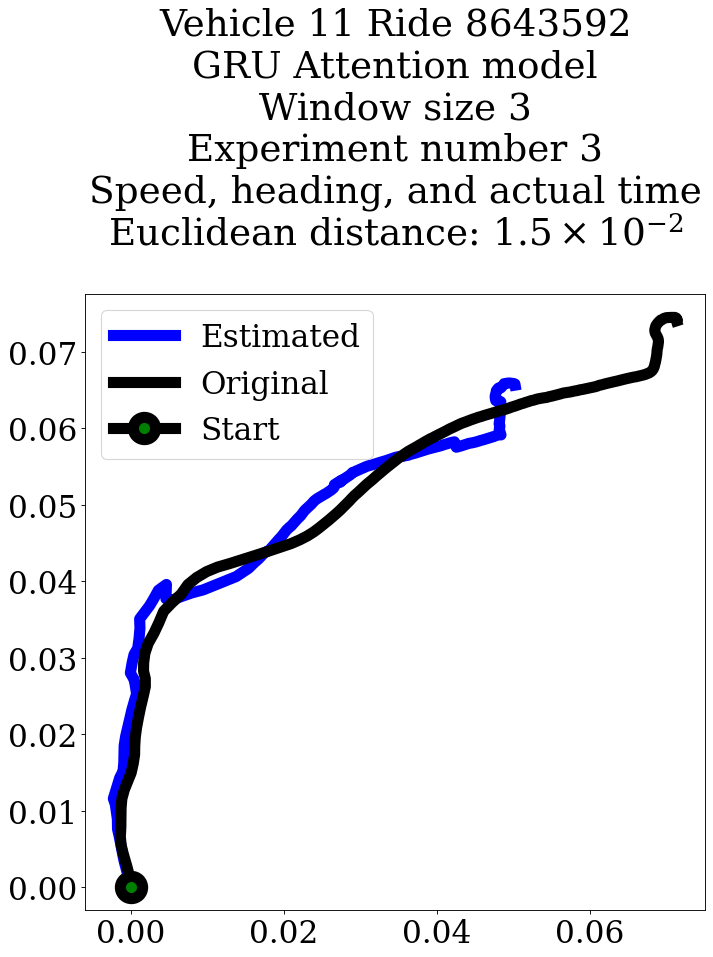 Vehicle 11 Ride 8643592
GRU Attention model
Window size 3
Experiment number 3
Speed, heading, and actual time
Euclidean distance: 1.5 × 10⁻²
Estimated
Original
Start
0.07
0.06
0.05
0.04
0.03
0.02
0.01
0.00
0.00 0.02 0.04 0.06